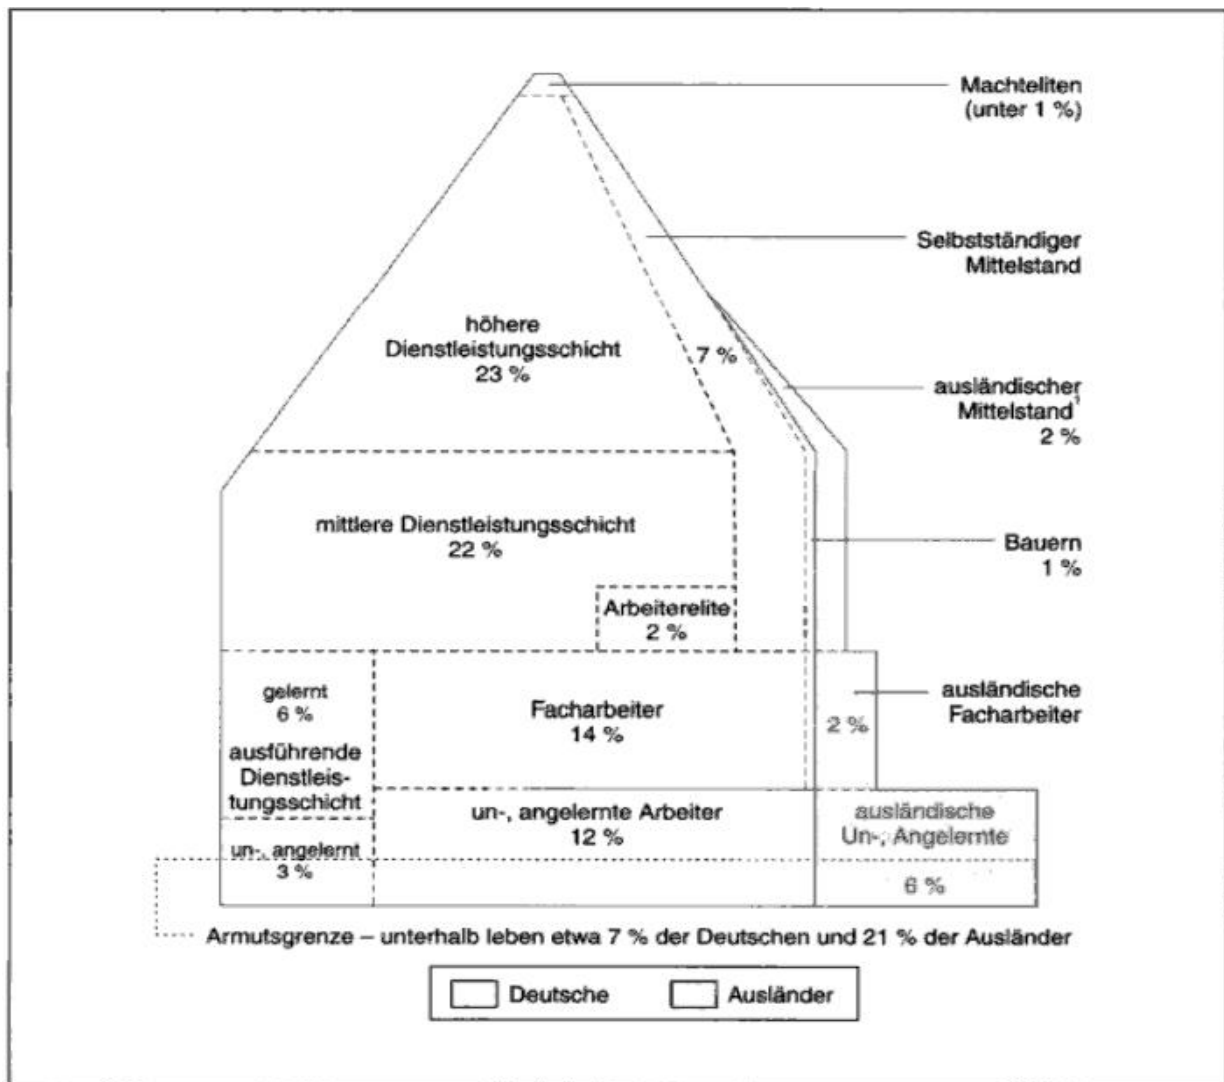 Machteliten
(unter 1 %)
Selbstständiger
Mittelstand
höhere
Dienstleistungsschicht
23 %
7 %
ausländischer
Mittelstand¹
2 %
mittlere Dienstleistungsschicht
22 %
Bauern
1 %
Arbeiterelite
2 %
gelernt
6 %
ausführende
Dienstleis-
tungsschicht
Facharbeiter
14 %
2 %
ausländische
Facharbeiter
un-, angelernt
3 %
un-, angelernte Arbeiter
12 %
ausländische
Un-, Angelernte
6 %
Armutsgrenze – unterhalb leben etwa 7 % der Deutschen und 21 % der Ausländer
Deutsche
Ausländer